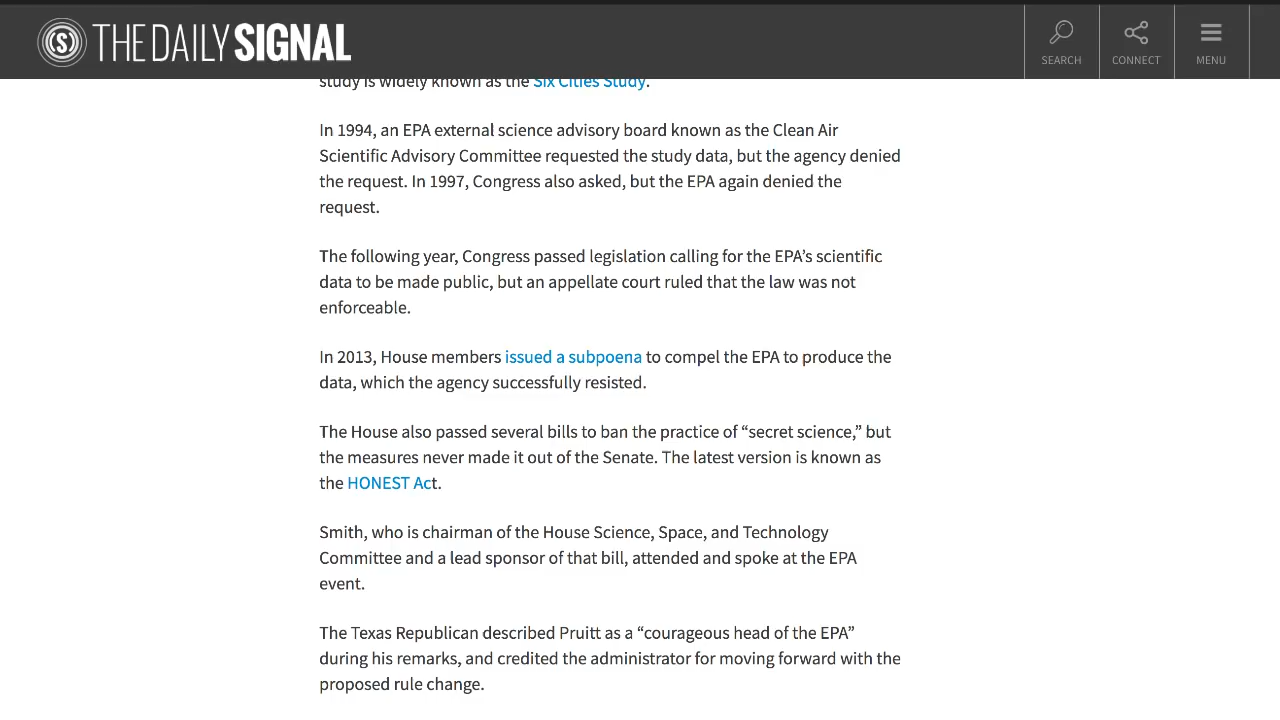 THE DAILY SIGNAL
SEARCH
CONNECT
MENU
study is widely known as the Six Cities Study.
In 1994, an EPA external science advisory board known as the Clean Air
Scientific Advisory Committee requested the study data, but the agency denied
the request. In 1997, Congress also asked, but the EPA again denied the
request.
The following year, Congress passed legislation calling for the EPA’s scientific
data to be made public, but an appellate court ruled that the law was not
enforceable.
In 2013, House members issued a subpoena to compel the EPA to produce the
data, which the agency successfully resisted.
The House also passed several bills to ban the practice of “secret science,” but
the measures never made it out of the Senate. The latest version is known as
the HONEST Act.
Smith, who is chairman of the House Science, Space, and Technology
Committee and a lead sponsor of that bill, attended and spoke at the EPA
event.
The Texas Republican described Pruitt as a “courageous head of the EPA”
during his remarks, and credited the administrator for moving forward with the
proposed rule change.